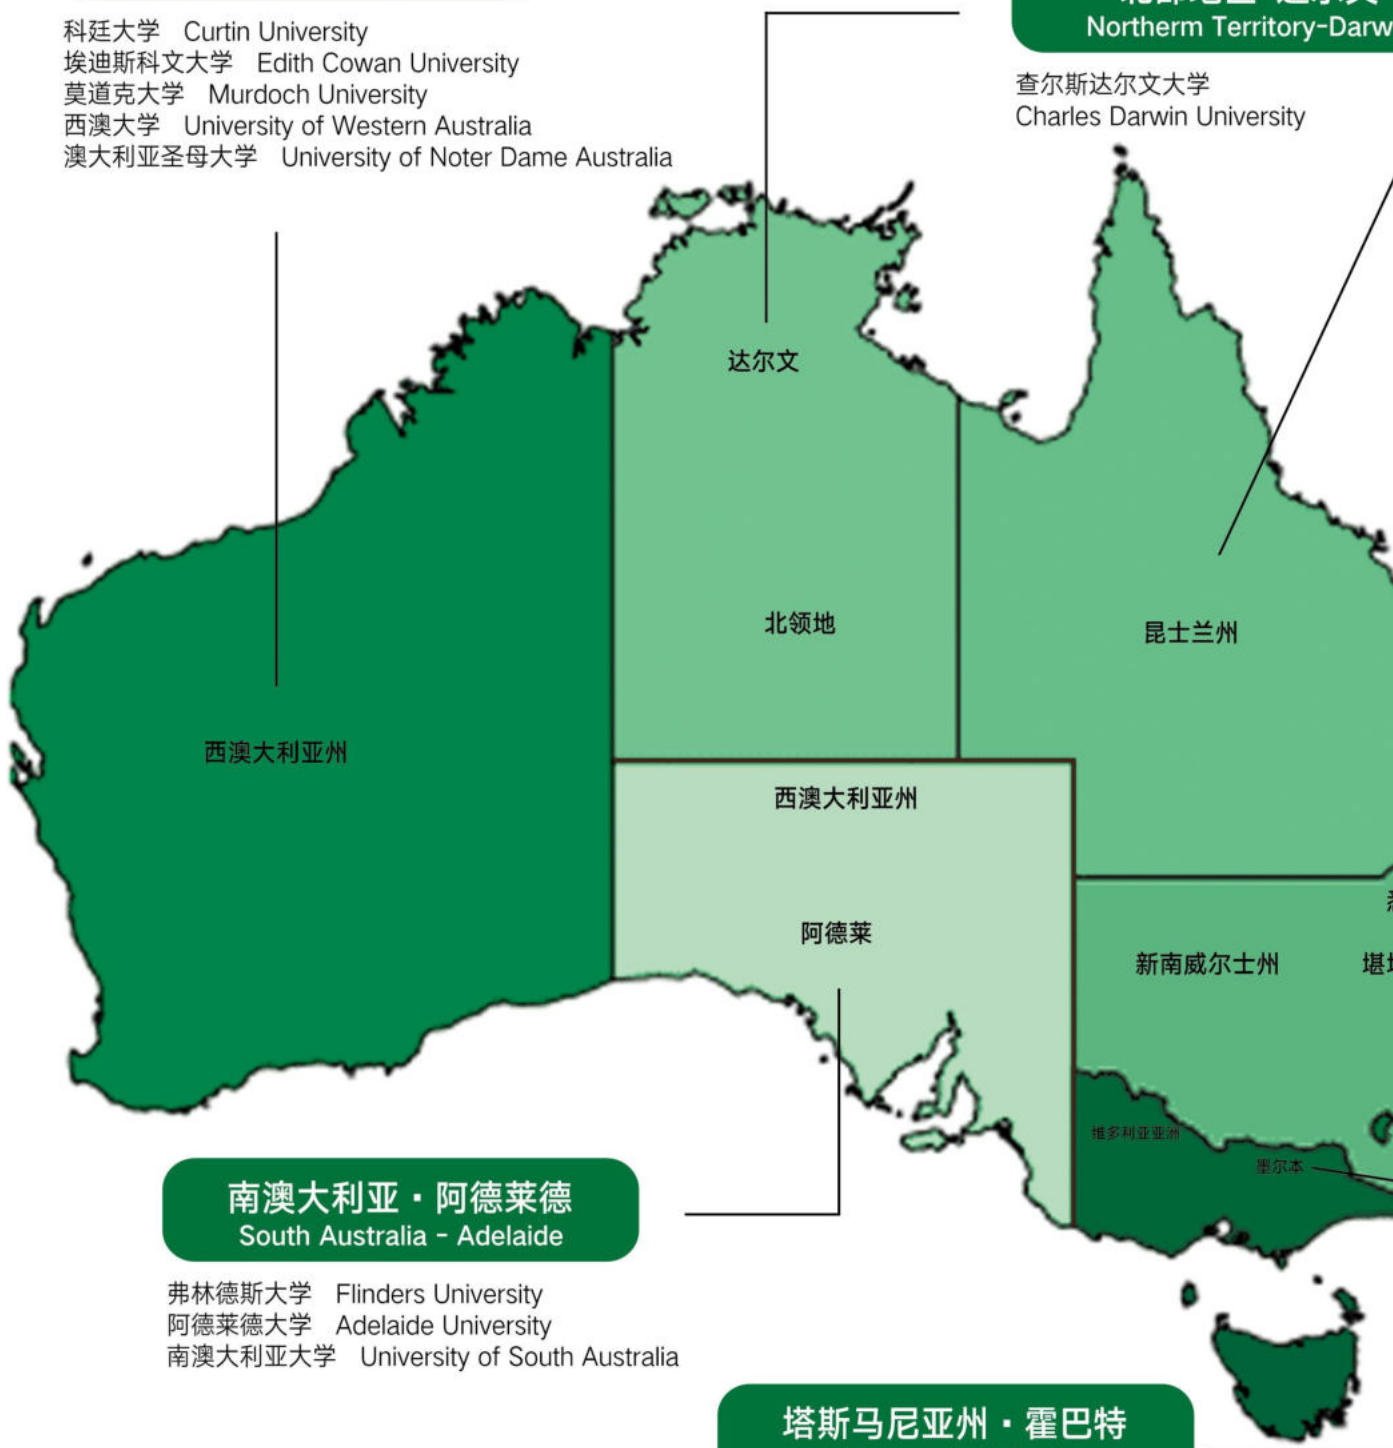 科廷大学 Curtin University
埃迪斯科文大学 Edith Cowan University
莫道克大学 Murdoch University
西澳大学 University of Western Australia
澳大利亚圣母大学 University of Noter Dame Australia
Northerm Territory-Darw
查尔斯达尔文大学
Charles Darwin University
达尔文
北领地
昆士兰州
西澳大利亚州
西澳大利亚州
阿德莱
新南威尔士州
堪
维多利亚亚洲
墨尔本
南澳大利亚·阿德莱德
South Australia - Adelaide
弗林德斯大学 Flinders University
阿德莱德大学 Adelaide University
南澳大利亚大学 University of South Australia
塔斯马尼亚州·霍巴特